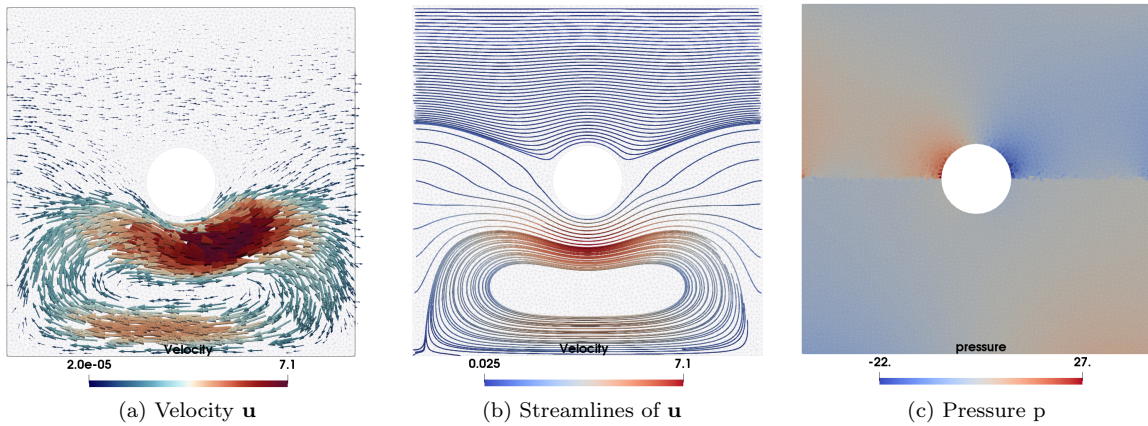 Velocity
2.0e-05 7.1
(a) Velocity u
Velocity
0.025 7.1
(b) Streamlines of u
pressure
-22. 27.
(c) Pressure p